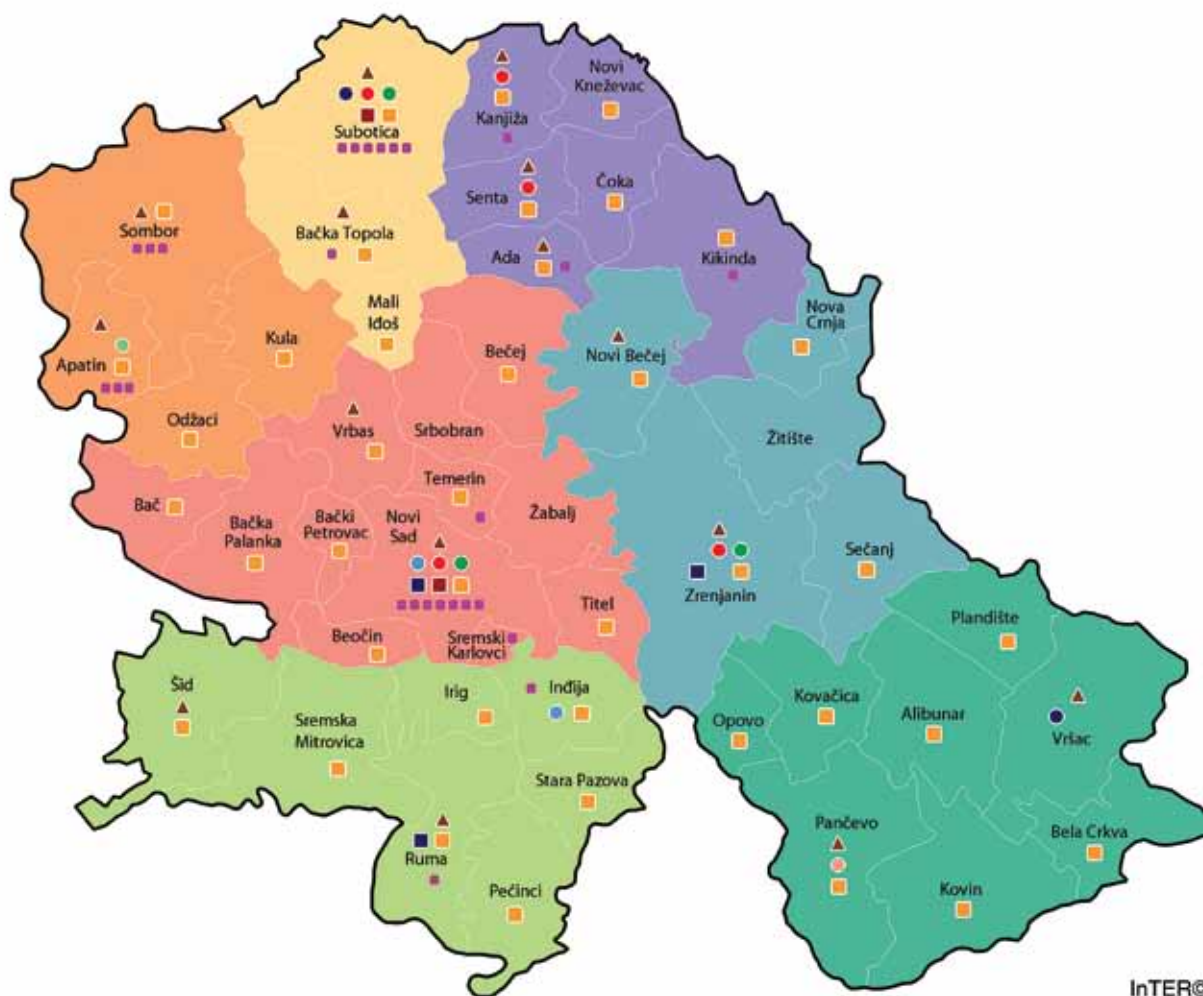 Novi
Kneževac
Kanjiža
Subotica
Senta
Čoka
Sombor
Bačka Topola
Ada
Kikinda
Mali
Iđoš
Nova
Crnja
Kula
Bečej
Novi Bečej
Apatin
Odžaci
Vrbas
Srbobran
Žitište
Temerin
Bač
Bačka
Palanka
Bački
Petrovac
Novi
Sad
Žabalj
Zrenjanin
Sečanj
Titel
Beočin
Sremski
Karlovci
Plandište
Šid
Irig
Inđija
Sremska
Mitrovica
Opovo
Kovačica
Alibunar
Vršac
Stara Pazova
Ruma
Pančevo
Bela Crkva
Pećinci
Kovin
InTER©